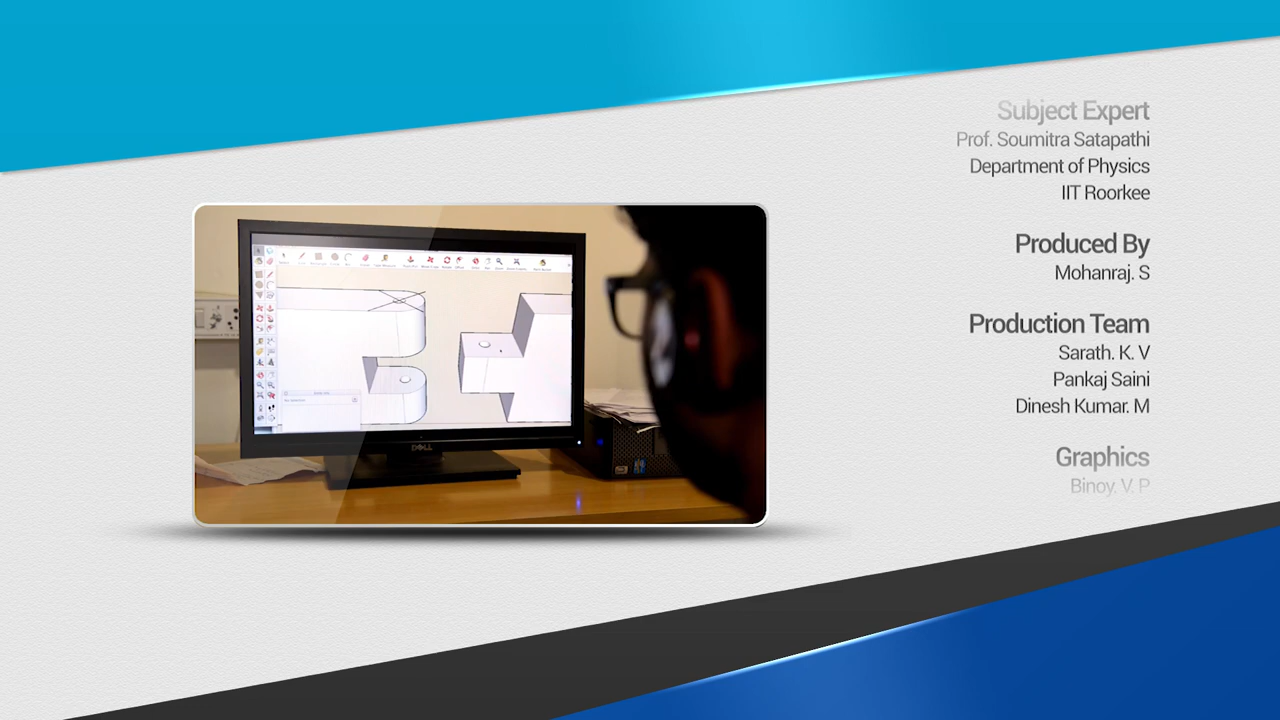 Subject Expert
Prof. Soumitra Satapathi
Department of Physics
IIT Roorkee
Produced By
Mohanraj. S
Production Team
Sarath. K. V
Pankaj Saini
Dinesh Kumar. M
Graphics
Binoy. V. P
DELL